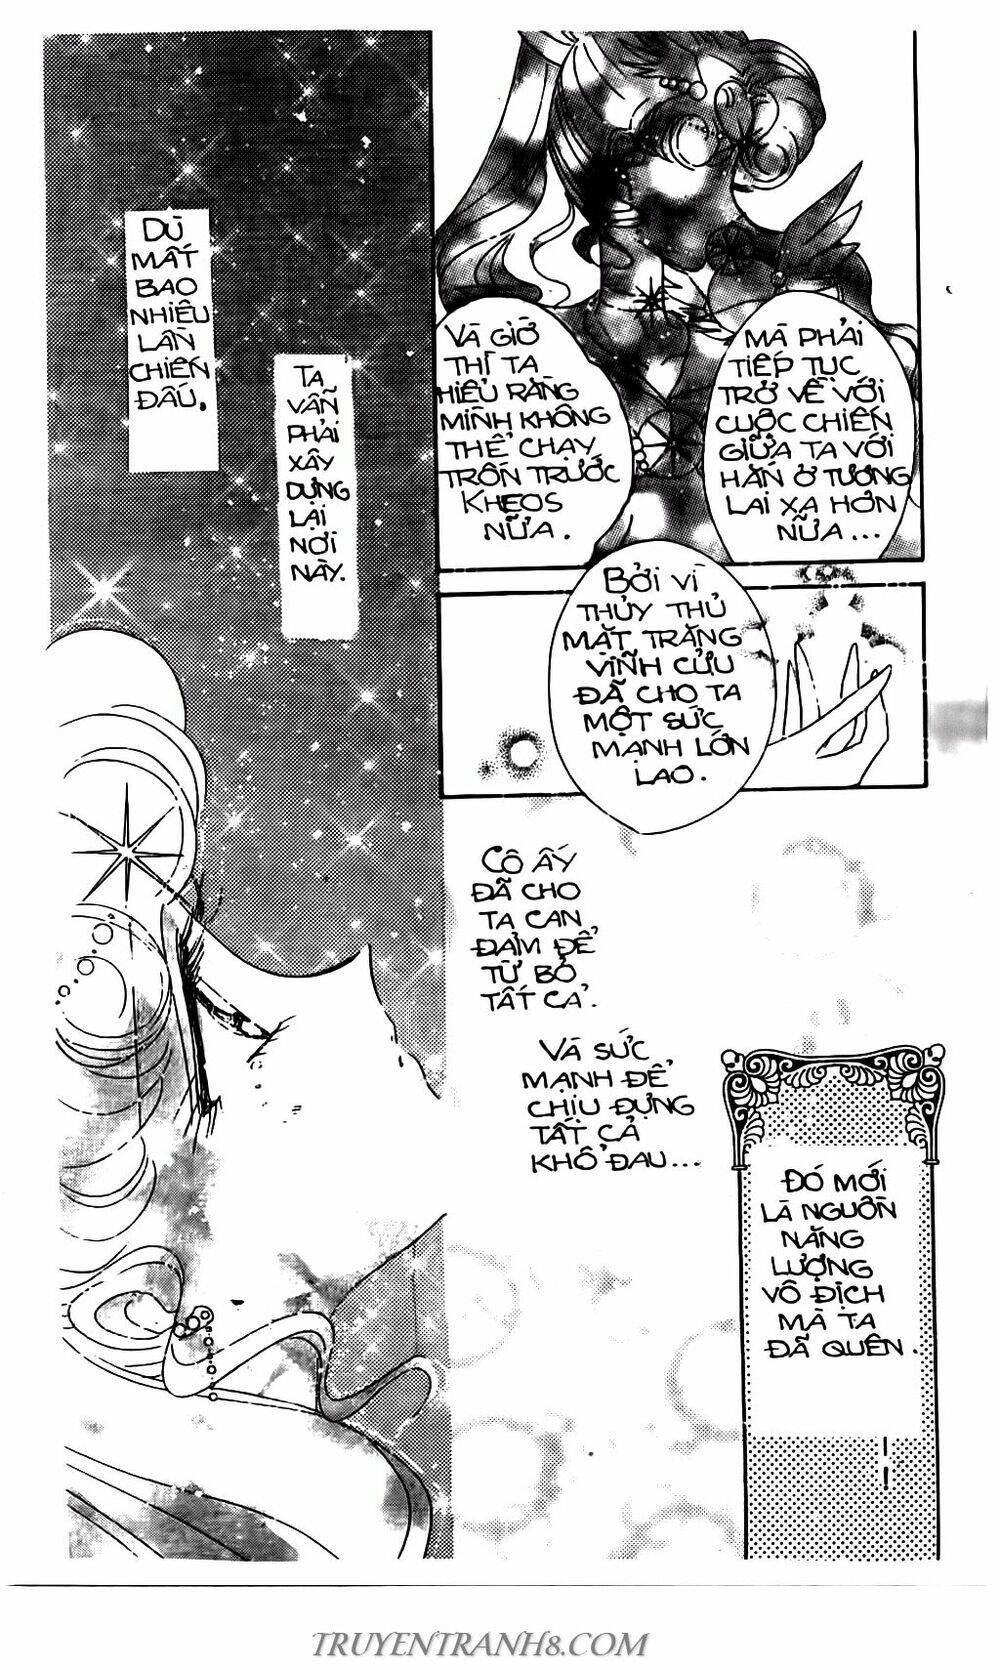 MÀ PHẢI
TIẾP TỤC
TRỞ VỀ VỚI
CUỘC CHIẾN
GIỮA TA VỚI
HẮN Ở TƯƠNG
LAI XA HƠN
NỮA...
VÀ GIỜ
THÌ TA
HIỂU RẰNG
MÌNH KHÔNG
THỂ CHẠY
TRỐN TRƯỚC
KHEOS
NỮA.
BỞI VÌ
THỦY THỦ
MẶT TRĂNG
VĨNH CỬU
ĐÃ CHO TA
MỘT SỨC
MẠNH LỚN
LAO.
CÔ ẤY
ĐÃ CHO
TA CAN
ĐẢM ĐỂ
TỪ BỎ
TẤT CẢ.
VÀ SỨC
MẠNH ĐỂ
CHỊU ĐỰNG
TẤT CẢ
KHỔ ĐAU...
ĐÓ MỚI
LÀ NGUỒN
NĂNG
LƯỢNG
VÔ ĐỊCH
MÀ TA
ĐÃ QUÊN.
DÙ
MẤT
BAO
NHIÊU
LẦN
CHIẾN
ĐẤU.
TA
VẪN
PHẢI
XÂY
DỰNG
LẠI
NƠI
NÀY.
TRUYENTRANH8.COM